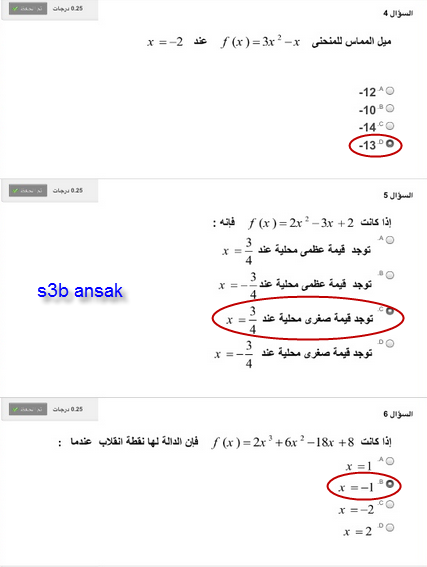 السؤال 4
0.25 درجات
ميل المماس للمنحنى f(x) = 3x² − x عند x = −2
A. -12
B. -10
C. -14
D. -13
السؤال 5
0.25 درجات
إذا كانت f(x) = 2x² − 3x + 2 فإنه :
A. توجد قيمة عظمى محلية عند x = 3/4
B. توجد قيمة عظمى محلية عند x = −3/4
C. توجد قيمة صغرى محلية عند x = 3/4
D. توجد قيمة صغرى محلية عند x = −3/4
s3b ansak
السؤال 6
0.25 درجات
إذا كانت f(x) = 2x³ + 6x² − 18x + 8 فإن الدالة لها نقطة انقلاب عندما :
A. x = 1
B. x = −1
C. x = −2
D. x = 2